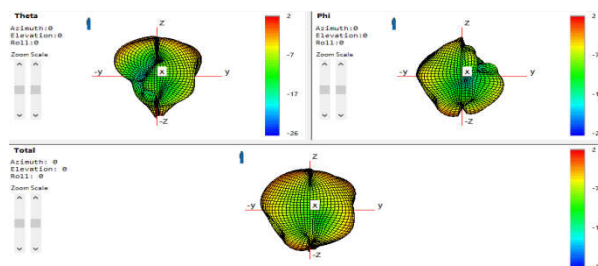 Theta
Azimuth:0
Elevation:0
Roll:0
Zoom Scale
Z
-y
x
y
-Z
2
-7
-17
-26
Phi
Azimuth:0
Elevation:0
Roll:0
Zoom Scale
Z
-y
x
y
-Z
2
-7
Total
Azimuth: 0
Elevation: 0
Roll: 0
Zoom Scale
Z
-y
x
y
-Z